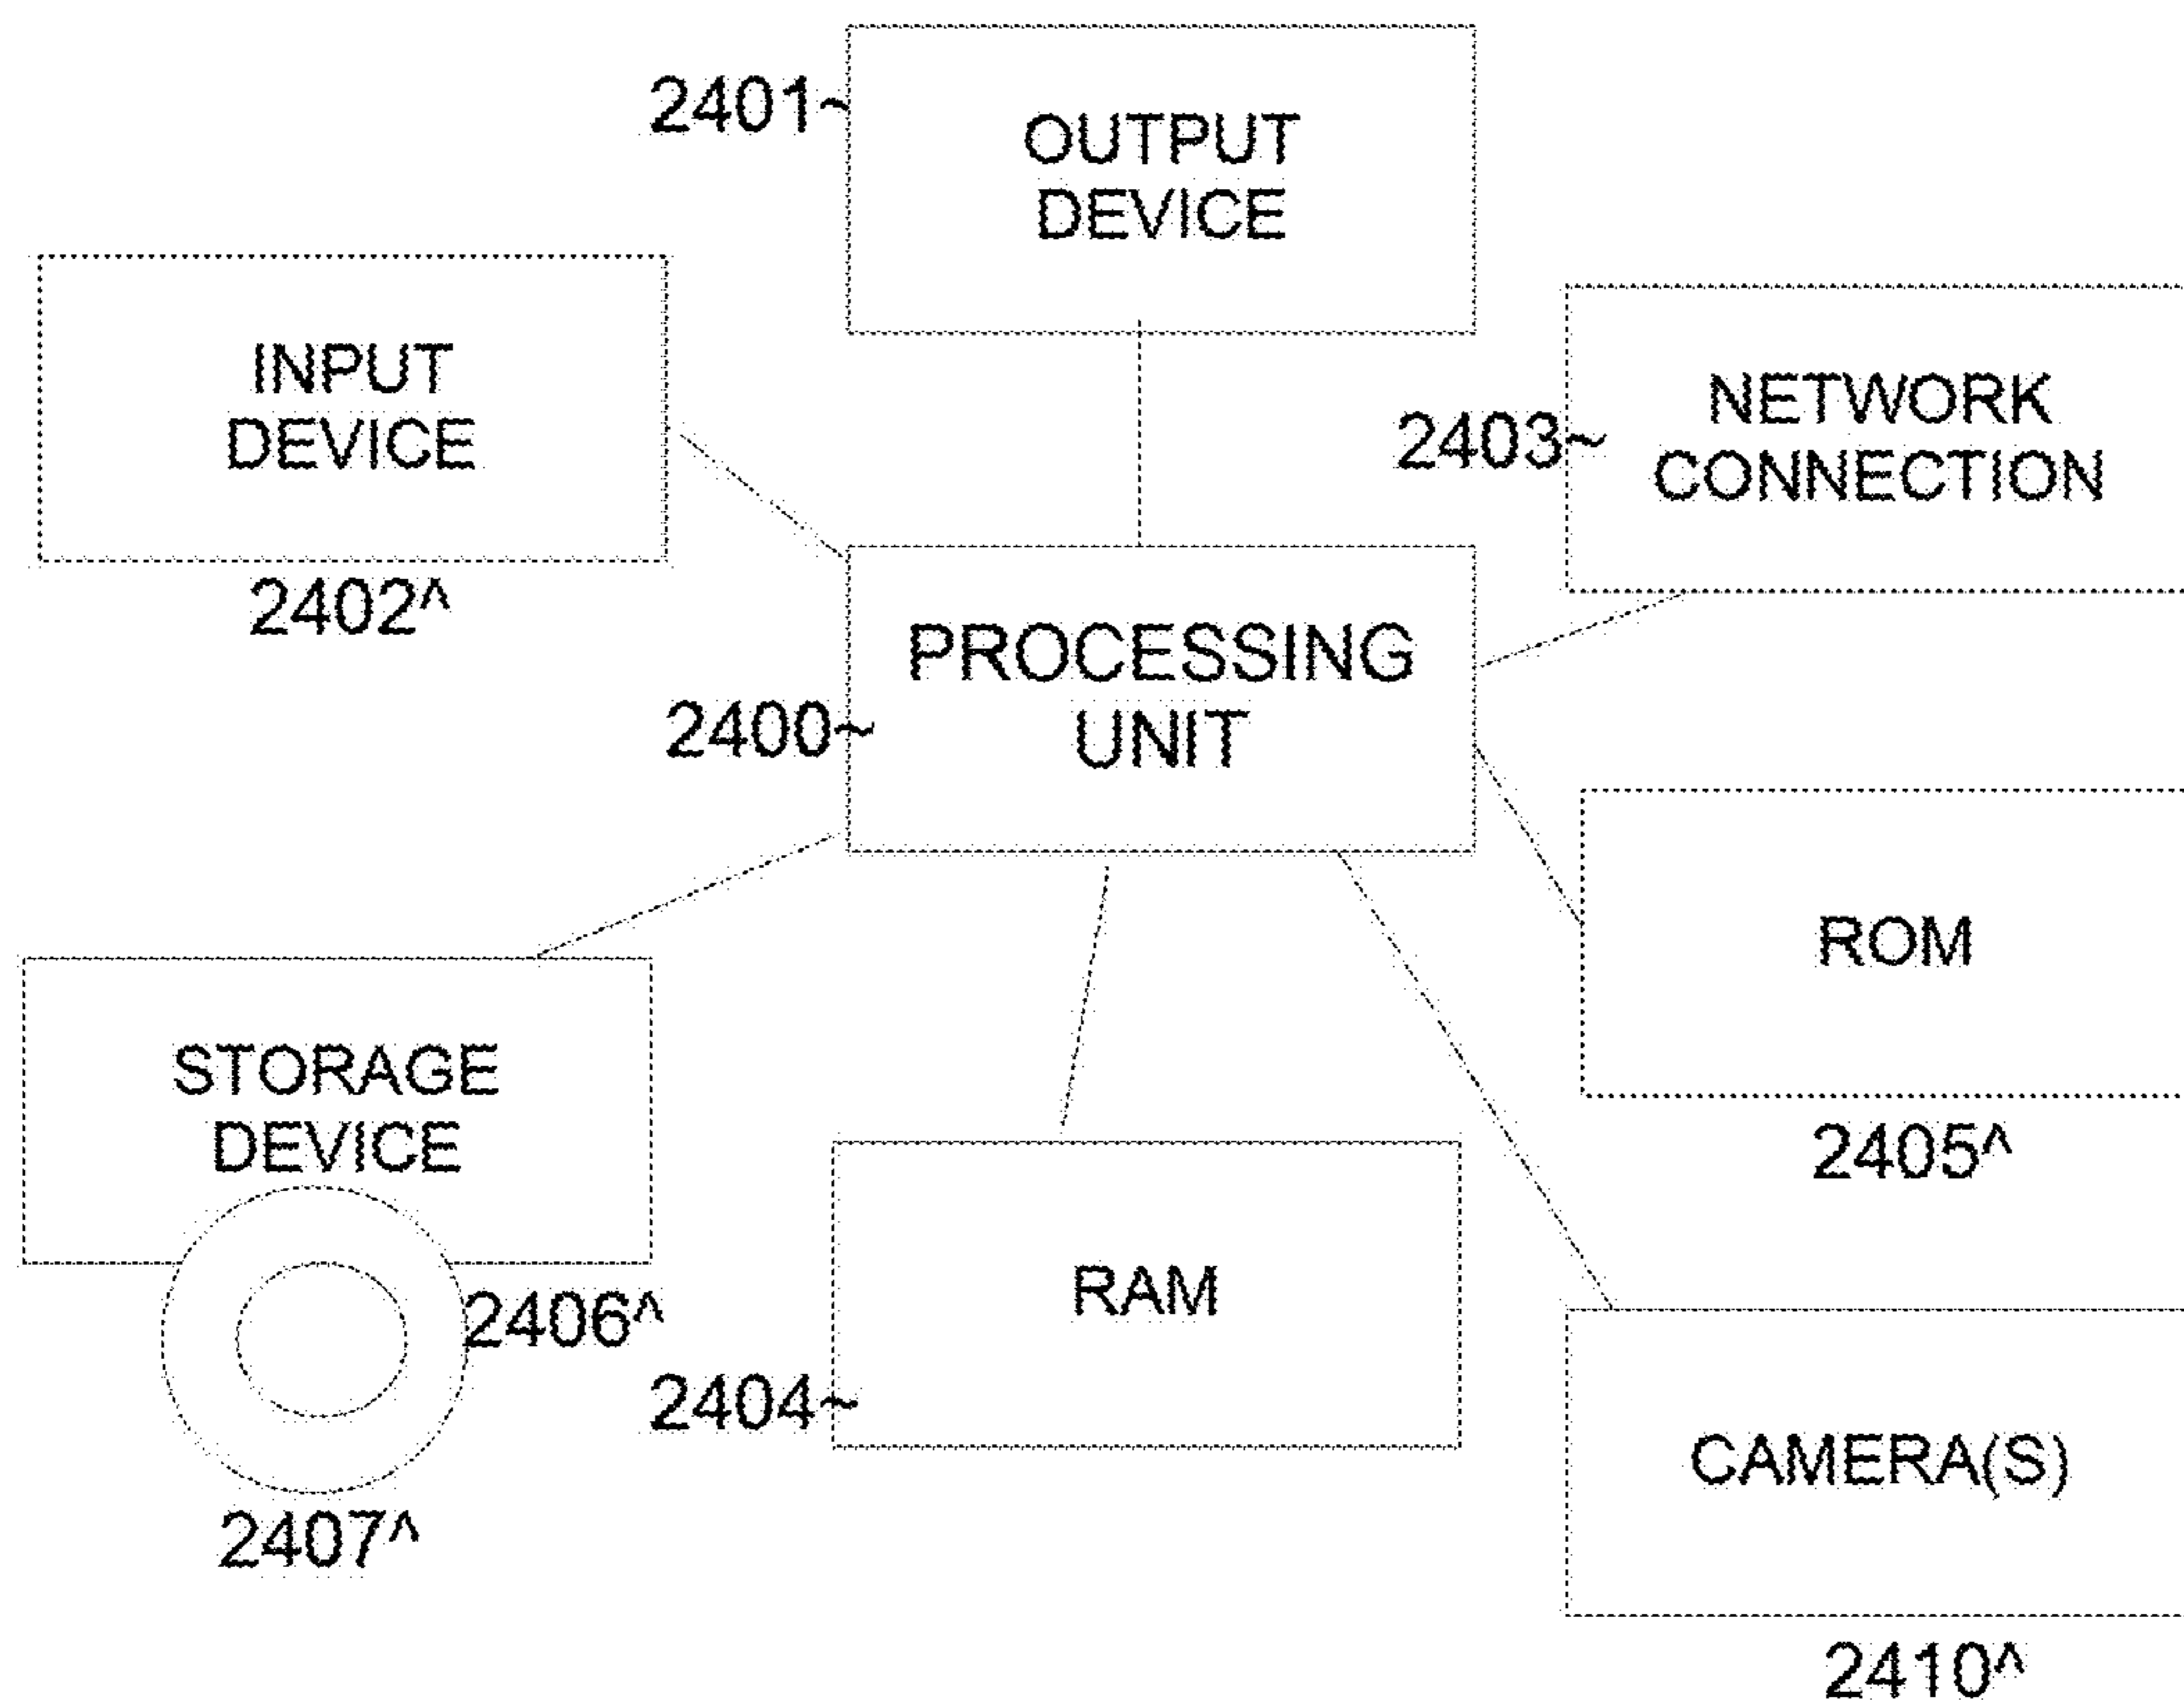 2401~
OUTPUT
DEVICE
INPUT
DEVICE
2402^
2403~
NETWORK
CONNECTION
2400~
PROCESSING
UNIT
ROM
2405^
STORAGE
DEVICE
2406^
2407^
RAM
2404~
CAMERA(S)
2410^